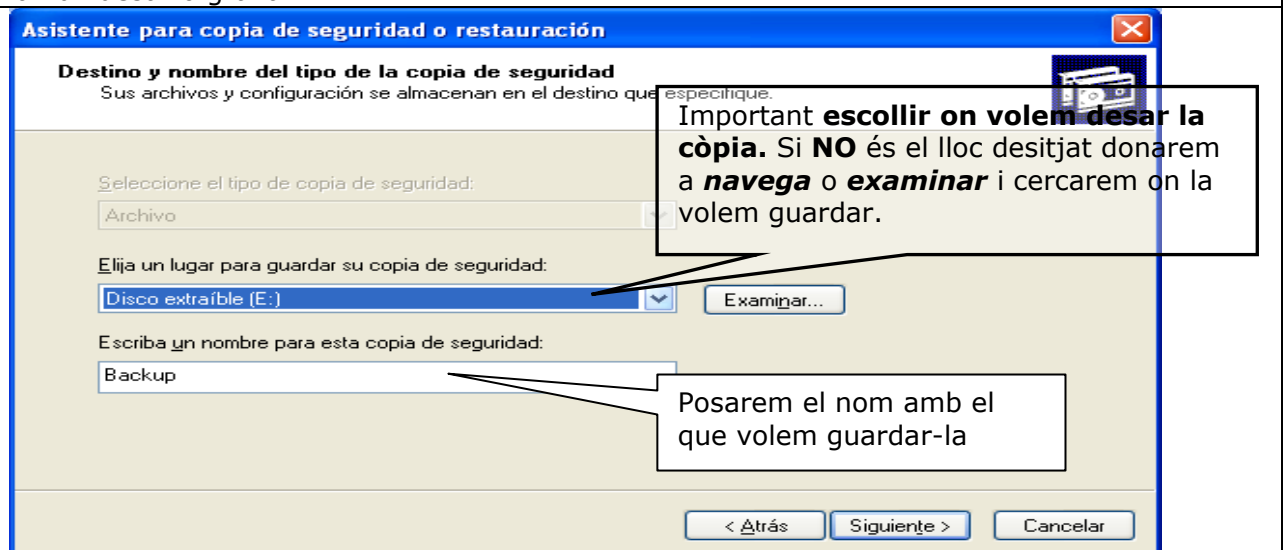 Asistente para copia de seguridad o restauración
Destino y nombre del tipo de la copia de seguridad
Sus archivos y configuración se almacenan en el destino que especifique.
Important escollir on volem desar la
còpia. Si NO és el lloc desitjat donarem
a navega o examinar i cercarem on la
volem guardar.
Seleccione el tipo de copia de seguridad:
Archivo
Elija un lugar para guardar su copia de seguridad:
Disco extraíble (E:)
Examinar...
Escriba un nombre para esta copia de seguridad:
Backup
Posarem el nom amb el
que volem guardar-la
< Atrás
Siguiente >
Cancelar